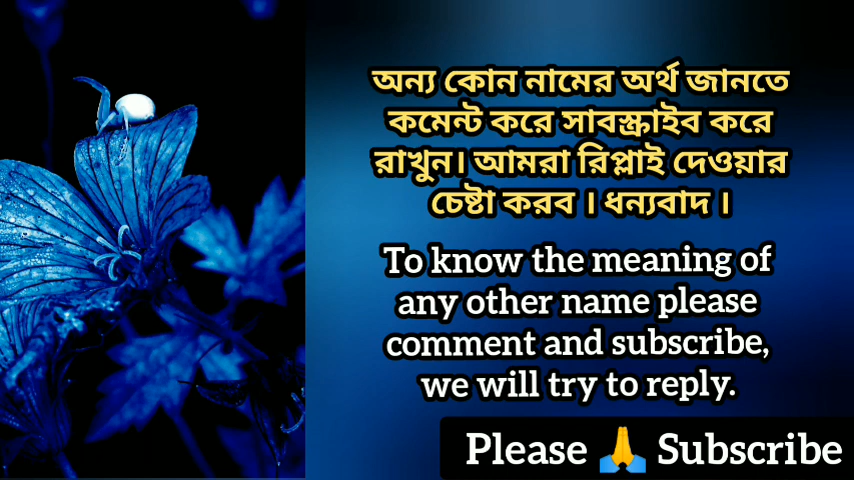 অন্য কোন নামের অর্থ জানতে
কমেন্ট করে সাবস্ক্রাইব করে
রাখুন। আমরা রিপ্লাই দেওয়ার
চেষ্টা করব । ধন্যবাদ ।
To know the meaning of
any other name please
comment and subscribe,
we will try to reply.
Please 🙏 Subscribe